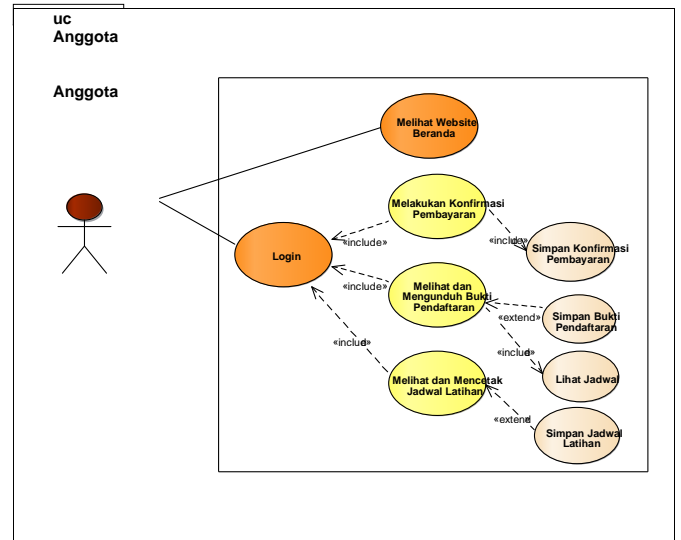 uc
Anggota
Anggota
Melihat Website
Beranda
Melakukan Konfirmasi
Pembayaran
«include»
«include»
Simpan Konfirmasi
Pembayaran
Login
«include»
Melihat dan
Mengunduh Bukti
Pendaftaran
«extend»
Simpan Bukti
Pendaftaran
«include»
«include»
Lihat Jadwal
Melihat dan Mencetak
Jadwal Latihan
«extend
Simpan Jadwal
Latihan